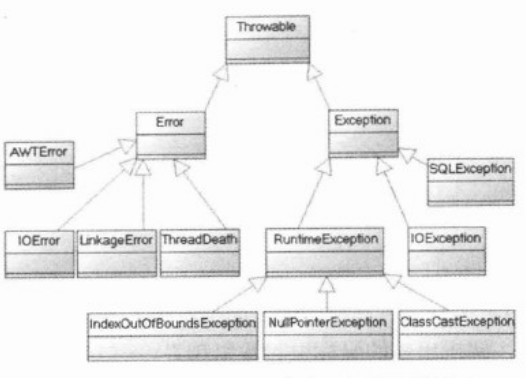 Throwable
Error
Exception
AWTError
SQLException
IOError
LinkageError
ThreadDeath
RuntimeException
IOException
IndexOutOfBoundsException
NullPointerException
ClassCastException